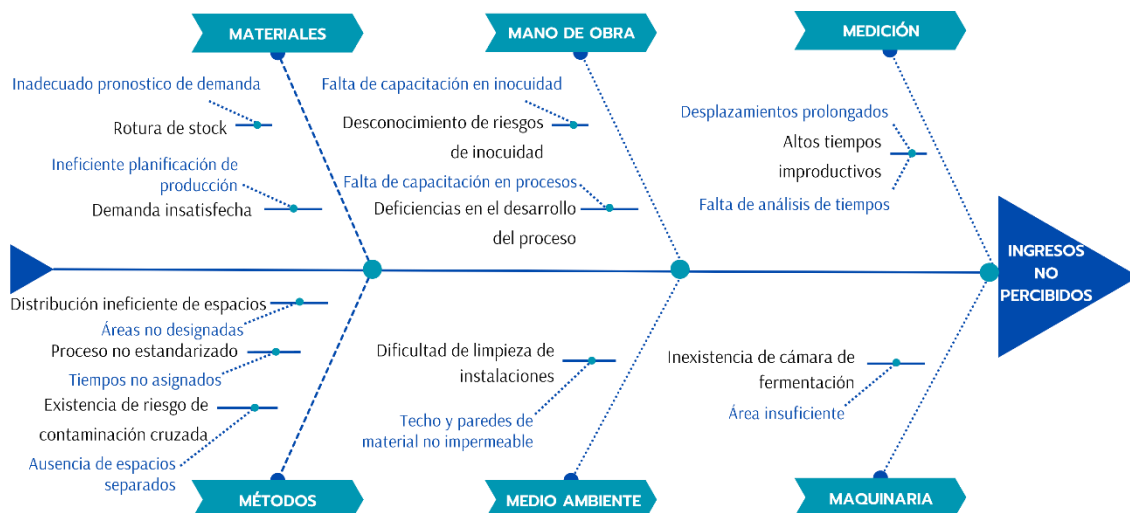 MATERIALES
MANO DE OBRA
MEDICIÓN
Inadecuado pronostico de demanda
Rotura de stock
Ineficiente planificación de
producción
Demanda insatisfecha
Falta de capacitación en inocuidad
Desconocimiento de riesgos
de inocuidad
Falta de capacitación en procesos
Deficiencias en el desarrollo
del proceso
Desplazamientos prolongados
Altos tiempos
improductivos
Falta de análisis de tiempos
INGRESOS
NO
PERCIBIDOS
Distribución ineficiente de espacios
Áreas no designadas
Proceso no estandarizado
Tiempos no asignados
Existencia de riesgo de
contaminación cruzada
Ausencia de espacios
separados
Dificultad de limpieza de
instalaciones
Techo y paredes de
material no impermeable
Inexistencia de cámara de
fermentación
Área insuficiente
MÉTODOS
MEDIO AMBIENTE
MAQUINARIA